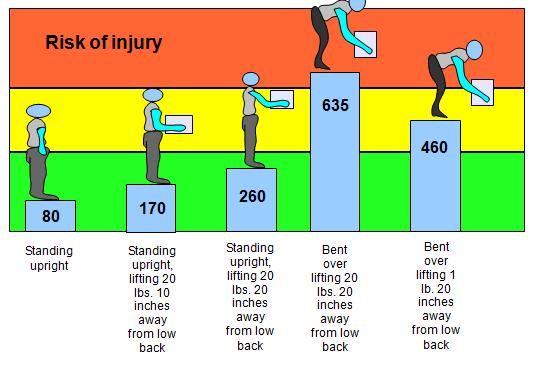 Risk of injury
635
460
260
170
80
Standing
upright
Standing
upright,
lifting 20
lbs. 10
inches
away
from low
back
Standing
upright,
lifting 20
lbs. 20
inches
away
from low
back
Bent
over
lifting 20
lbs. 20
inches
away
from low
back
Bent
over
lifting 1
lb. 20
inches
away
from low
back